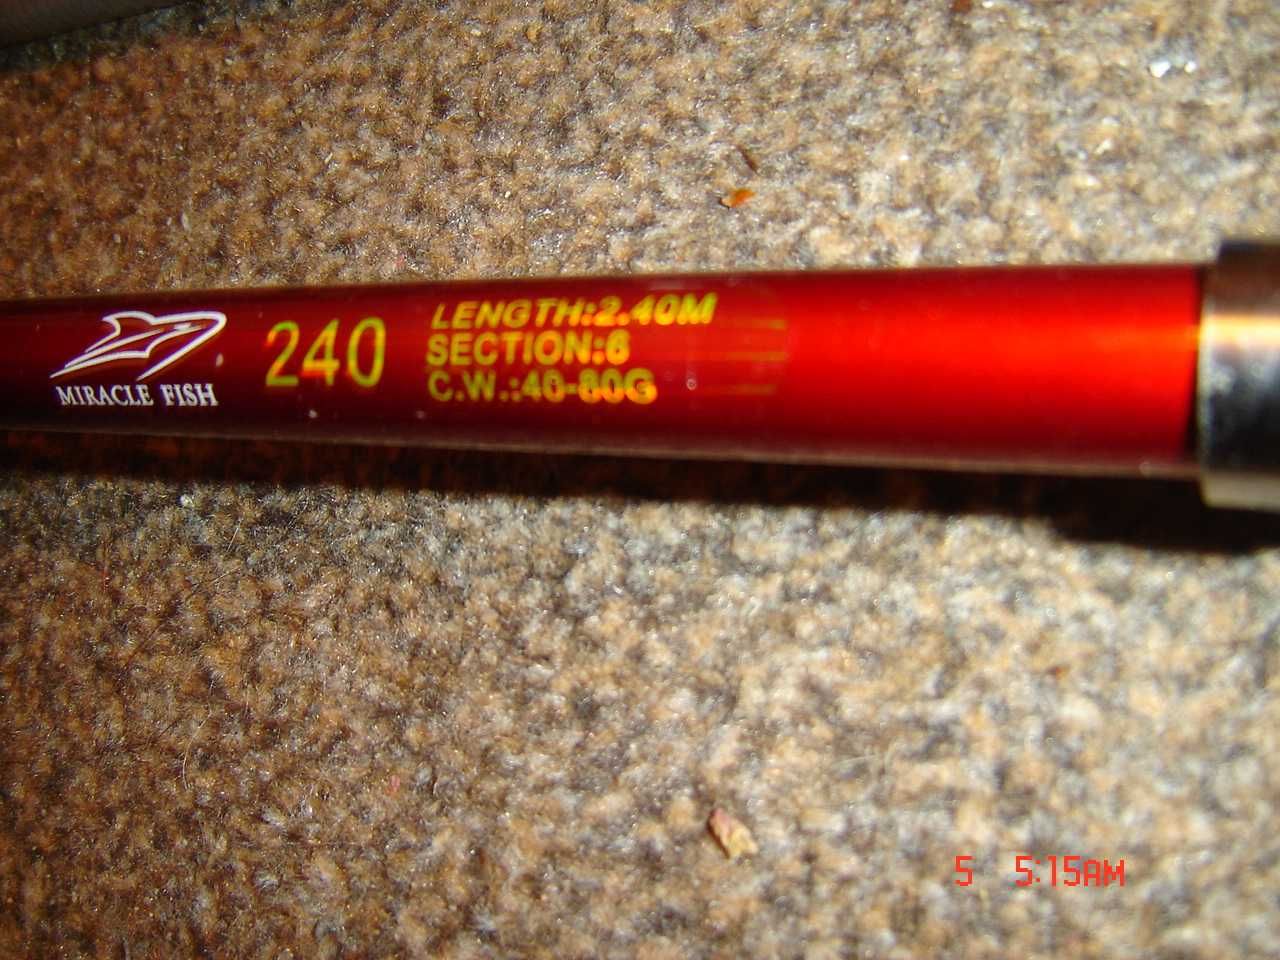 MIRACLE FISH
240
LENGTH:2.40M
SECTION:6
C.W.:40-80G
5 5:15AM